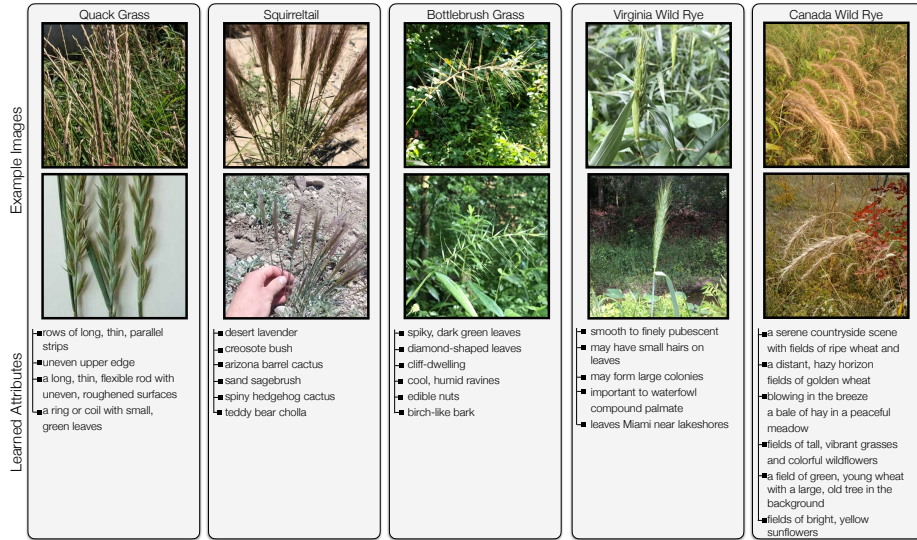 Quack Grass
Squirreltail
Bottlebrush Grass
Virginia Wild Rye
Canada Wild Rye
Example Images
Learned Attributes
rows of long, thin, parallel
strips
uneven upper edge
a long, thin, flexible rod with
uneven, roughened surfaces
a ring or coil with small,
green leaves
desert lavender
creosote bush
arizona barrel cactus
sand sagebrush
spiny hedgehog cactus
teddy bear cholla
spiky, dark green leaves
diamond-shaped leaves
cliff-dwelling
cool, humid ravines
edible nuts
birch-like bark
smooth to finely pubescent
may have small hairs on
leaves
may form large colonies
important to waterfowl
compound palmate
leaves Miami near lakeshores
a serene countryside scene
with fields of ripe wheat and
a distant, hazy horizon
fields of golden wheat
blowing in the breeze
a bale of hay in a peaceful
meadow
fields of tall, vibrant grasses
and colorful wildflowers
a field of green, young wheat
with a large, old tree in the
background
fields of bright, yellow
sunflowers